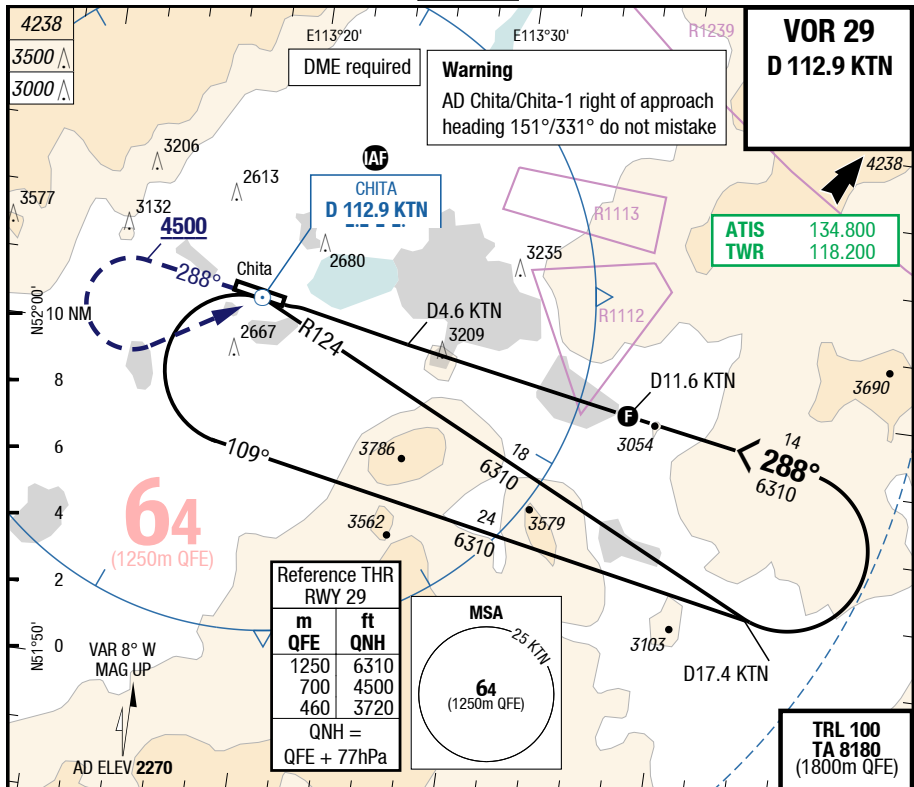 4238
3500
3000
E113°20'
E113°30'
R1239
DME required
Warning
AD Chita/Chita-1 right of approach
heading 151°/331° do not mistake
VOR 29
D 112.9 KTN
4238
3206
2613
3577
3132
IAF
CHITA
D 112.9 KTN
R1113
ATIS 134.800
TWR 118.200
4500
288°
Chita
2680
3235
N52°00'
10 NM
2667
R124
D4.6 KTN
3209
R1112
D11.6 KTN
F
3054
3690
8
6
4
2
0
109°
3786
18
6310
14
288°
6310
64
(1250m QFE)
3562
24
6310
3579
Reference THR
RWY 29
m ft
QFE QNH
1250 6310
700 4500
460 3720
QNH =
QFE + 77hPa
MSA
25 KTN
64
(1250m QFE)
3103
D17.4 KTN
N51°50'
VAR 8° W
MAG UP
AD ELEV 2270
TRL 100
TA 8180
(1800m QFE)